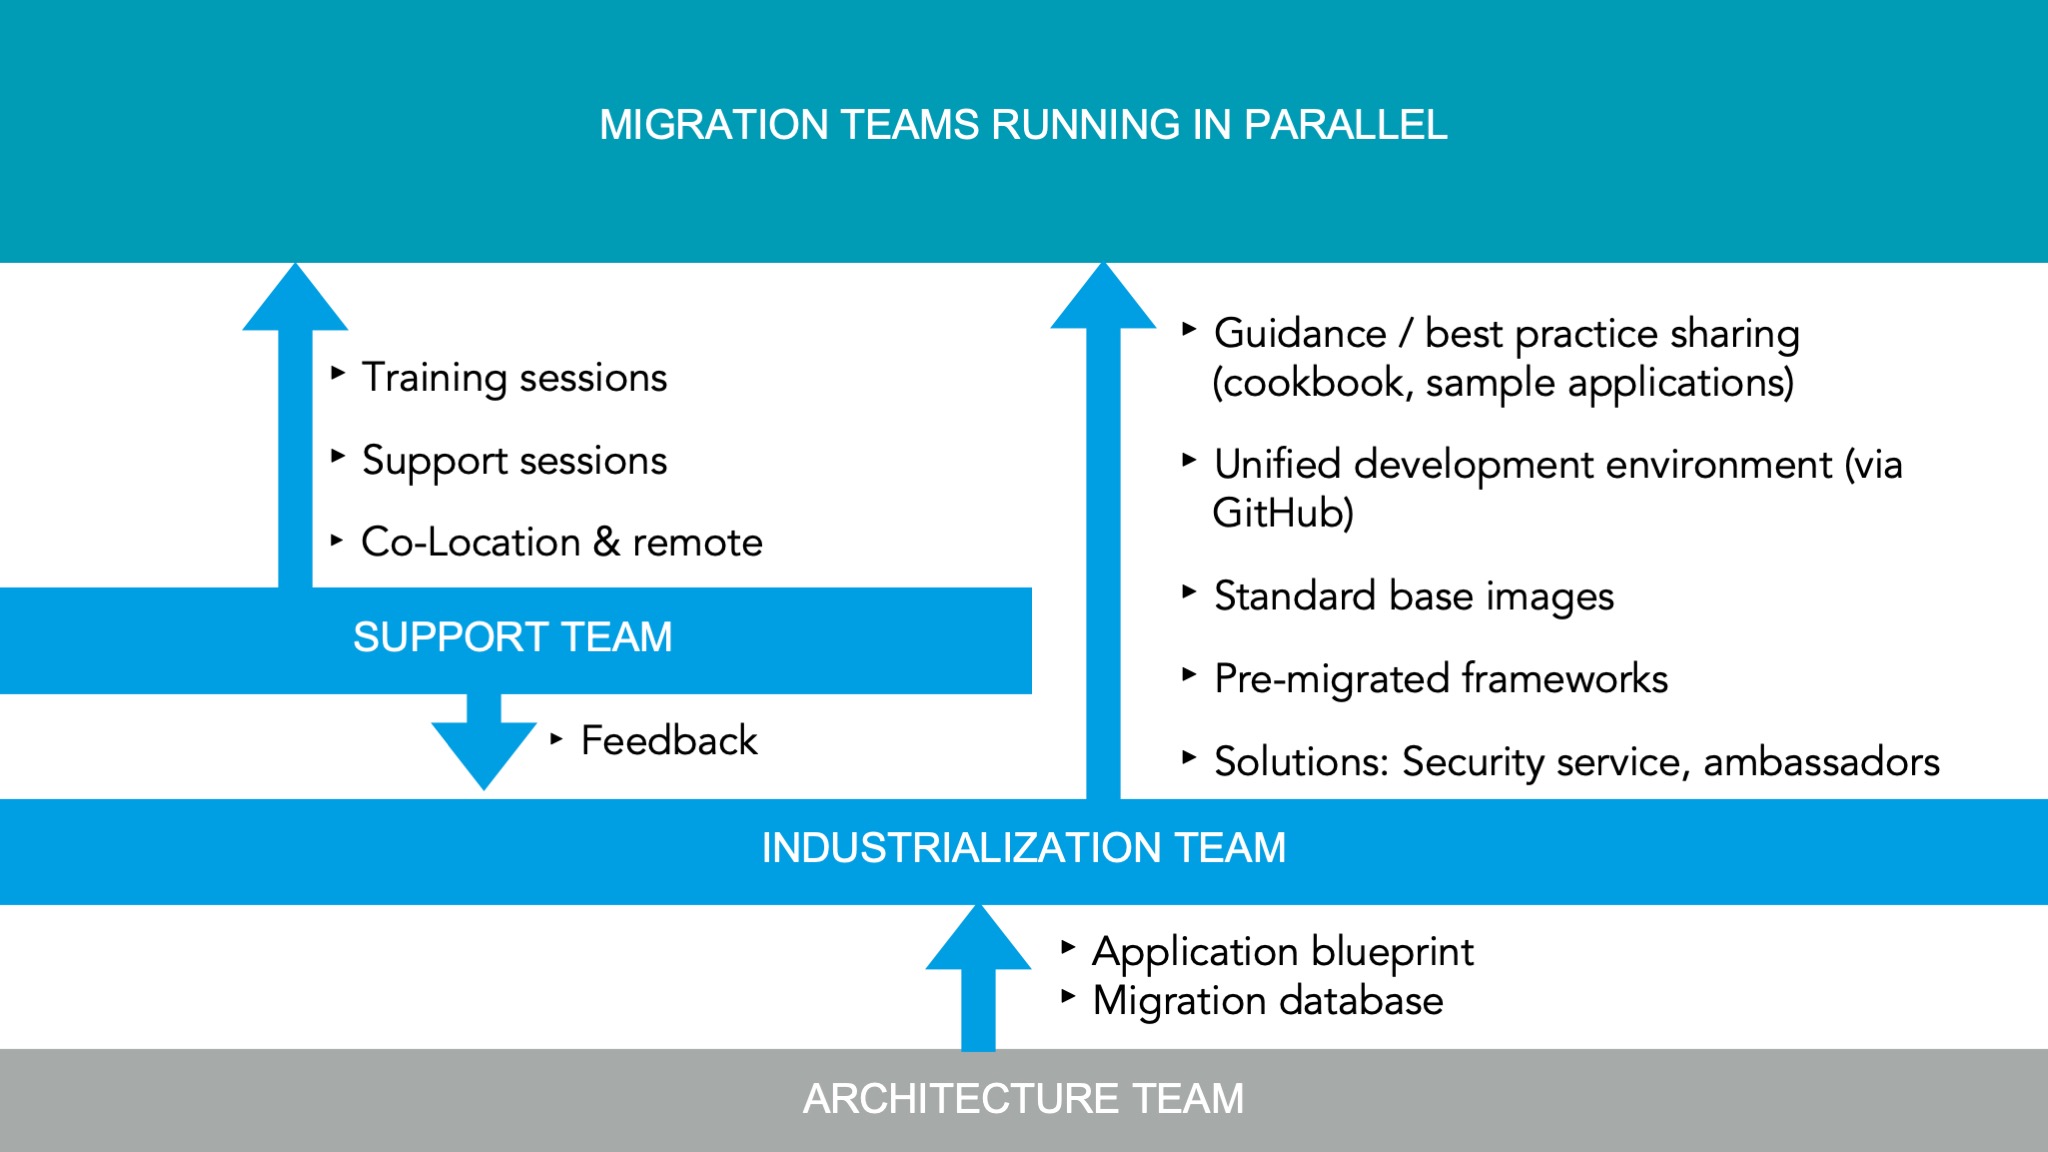 MIGRATION TEAMS RUNNING IN PARALLEL
‣ Training sessions
‣ Support sessions
‣ Co-Location & remote
‣ Guidance / best practice sharing
(cookbook, sample applications)
‣ Unified development environment (via
GitHub)
‣ Standard base images
‣ Pre-migrated frameworks
‣ Solutions: Security service, ambassadors
SUPPORT TEAM
‣ Feedback
INDUSTRIALIZATION TEAM
‣ Application blueprint
‣ Migration database
ARCHITECTURE TEAM